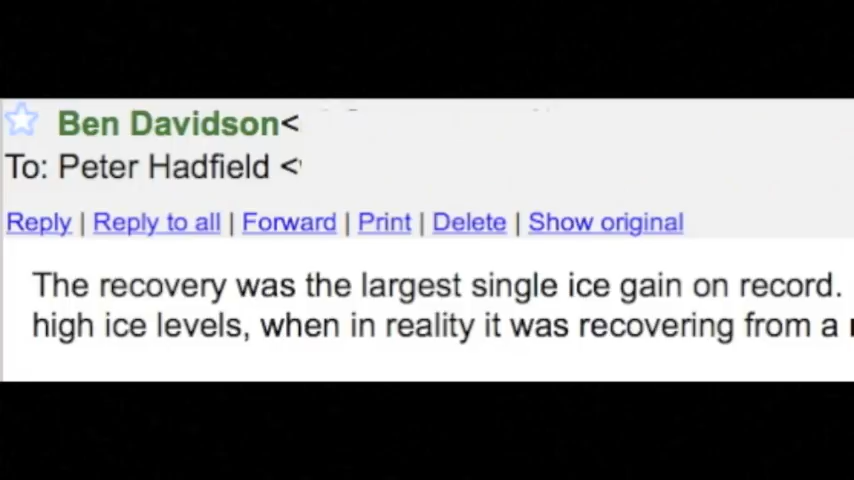 Ben Davidson<
To: Peter Hadfield <
Reply | Reply to all | Forward | Print | Delete | Show original
The recovery was the largest single ice gain on record.
high ice levels, when in reality it was recovering from a